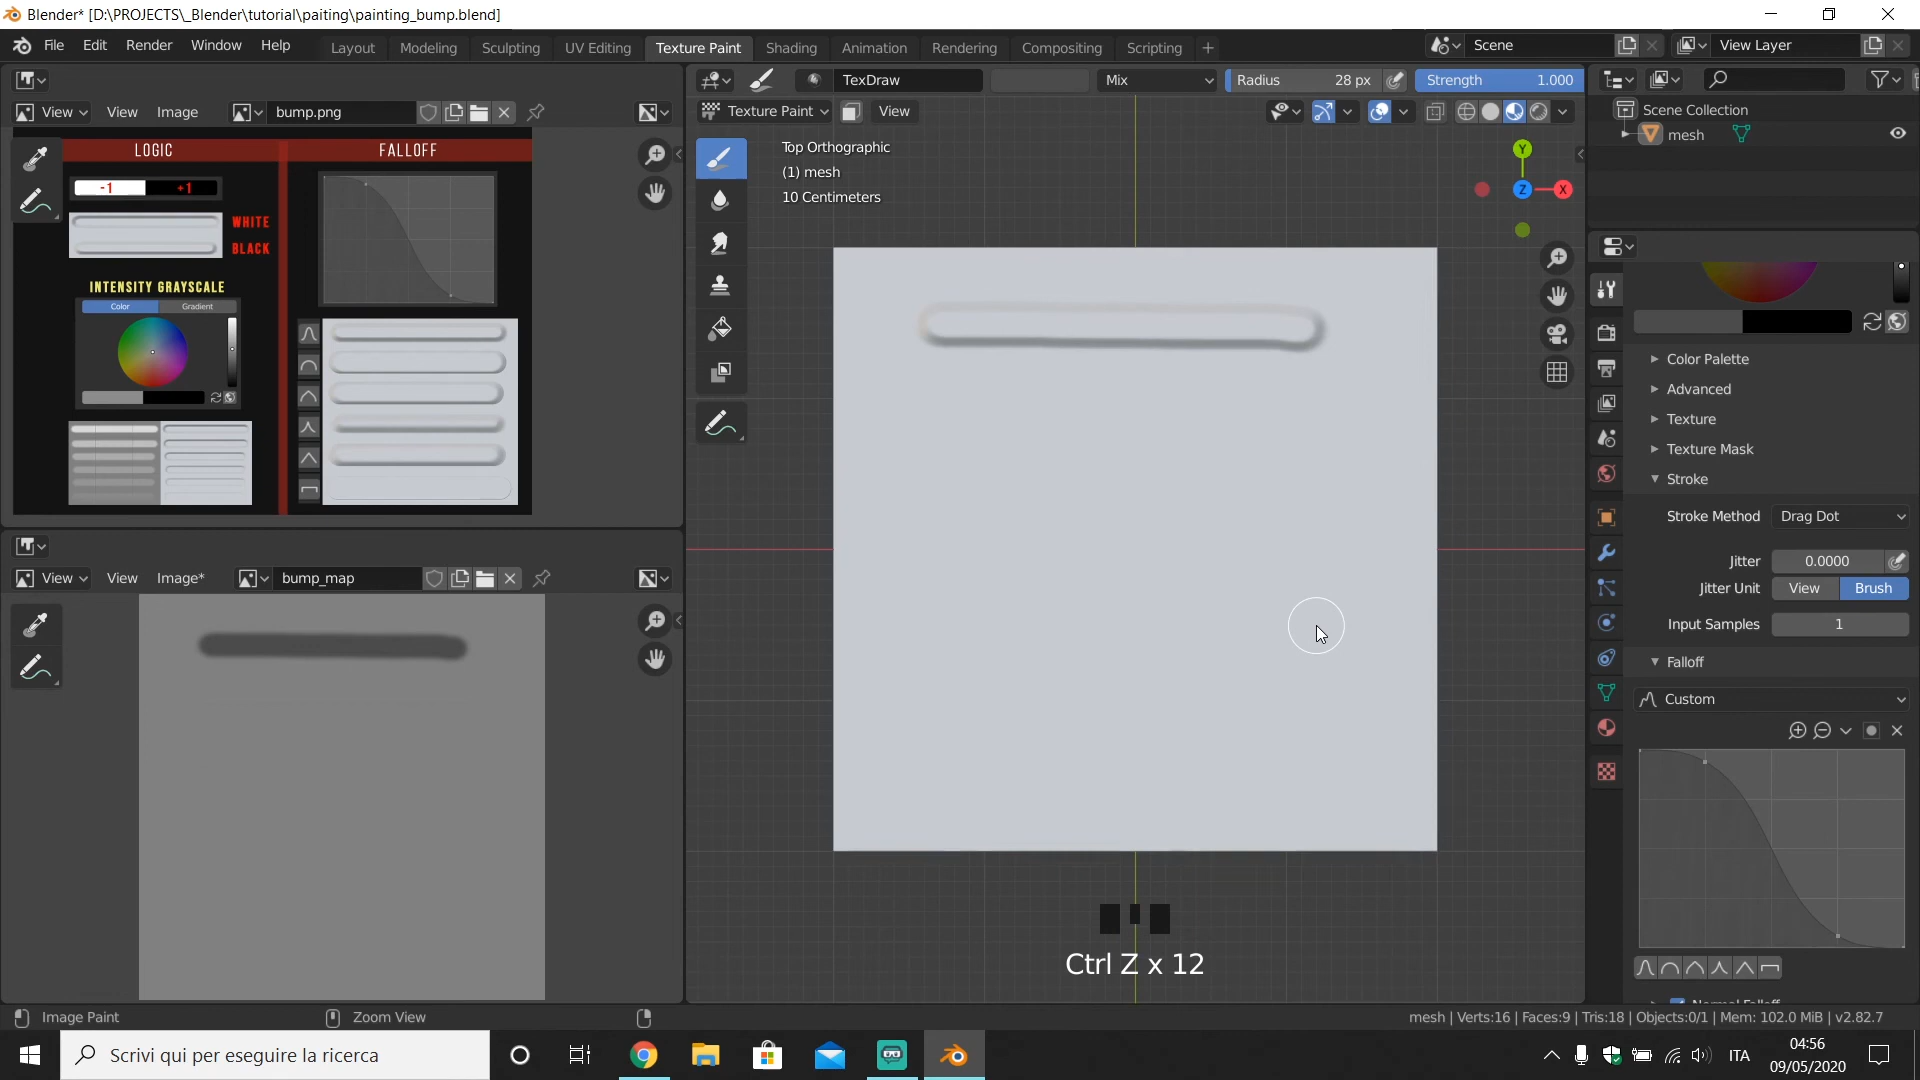 Blender* [D:\PROJECTS\_Blender\tutorial\paiting\painting_bump.blend]
File Edit Render Window Help Layout Modeling Sculpting UV Editing Texture Paint Shading Animation Rendering Compositing Scripting + Scene View Layer
TexDraw Mix Radius 28 px Strength 1.000
View View Image bump.png Texture Paint View
Scene Collection
mesh
LOGIC FALLOFF
-1 +1
WHITE
BLACK
INTENSITY GRAYSCALE
Color Gradient
Top Orthographic
(1) mesh
10 Centimeters
Y
Z X
Color Palette
Advanced
Texture
Texture Mask
Stroke
Stroke Method Drag Dot
Jitter 0.0000
Jitter Unit View Brush
Input Samples 1
Falloff
Custom
View View Image* bump_map
Ctrl Z x 12
Image Paint Zoom View mesh | Verts:16 | Faces:9 | Tris:18 | Objects:0/1 | Mem: 102.0 MiB | v2.82.7
Scrivi qui per eseguire la ricerca
ITA
04:56
09/05/2020